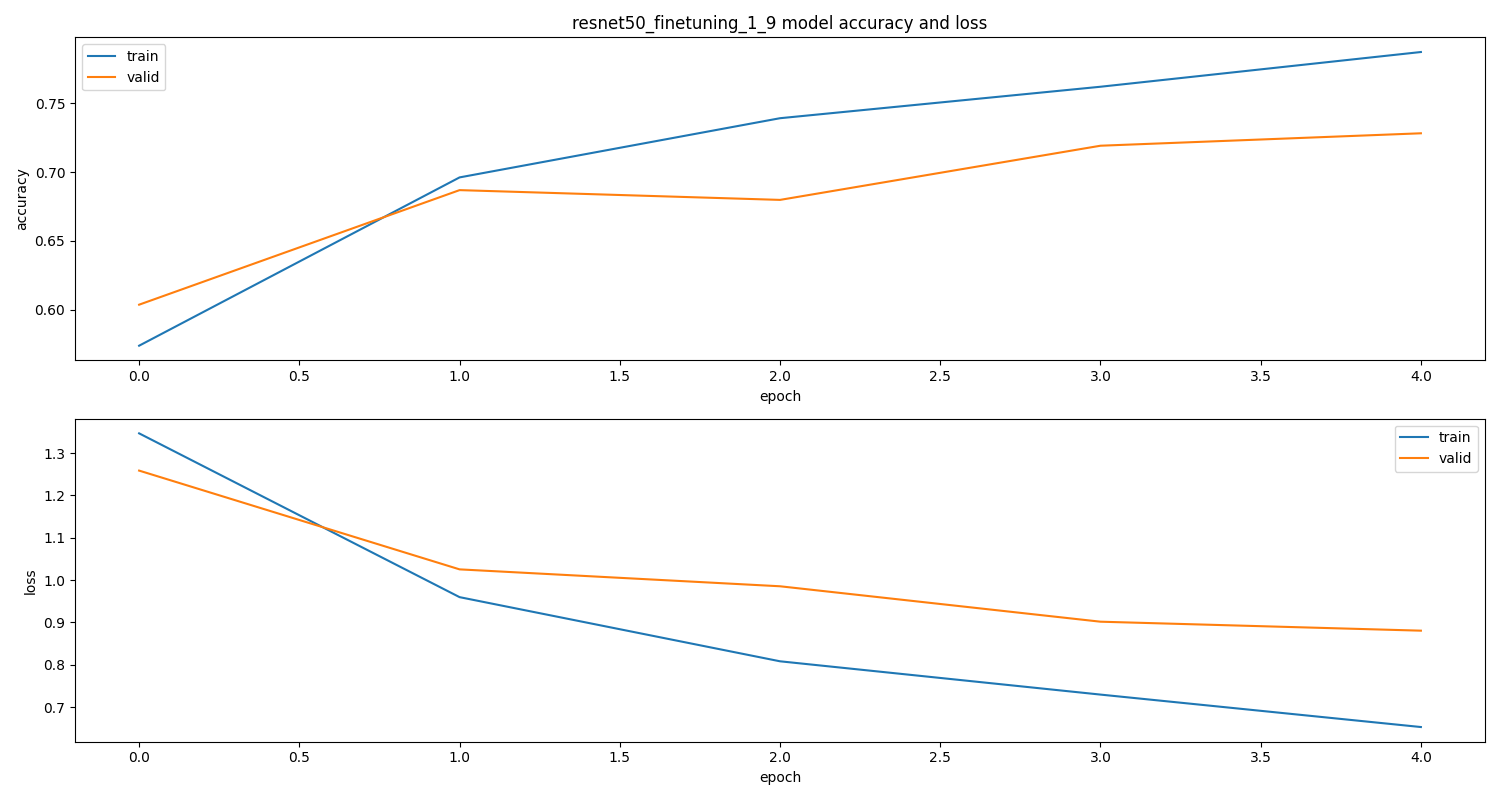 resnet50_finetuning_1_9 model accuracy and loss
train
valid
0.75
0.70
0.65
0.60
accuracy
0.0 0.5 1.0 1.5 2.0 2.5 3.0 3.5 4.0
epoch
train
valid
1.3
1.2
1.1
1.0
0.9
0.8
0.7
loss
0.0 0.5 1.0 1.5 2.0 2.5 3.0 3.5 4.0
epoch